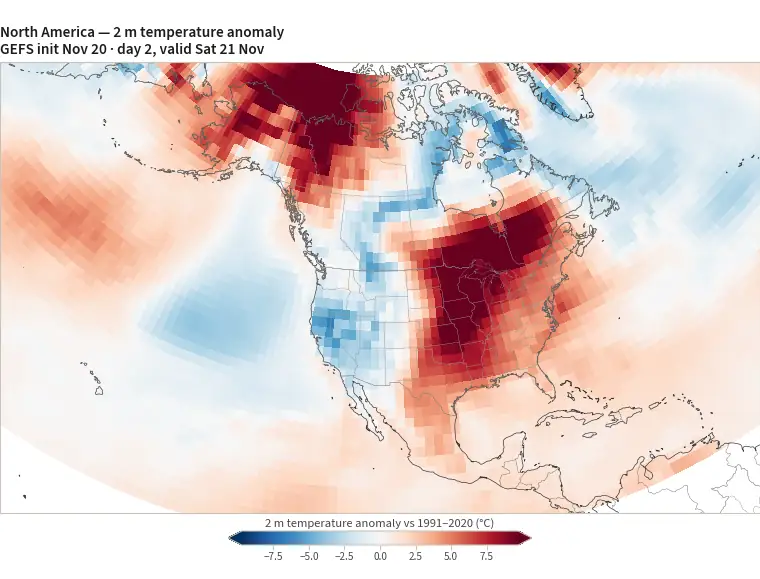 North America — 2 m temperature anomaly
GEFS init Nov 20 · day 2, valid Sat 21 Nov
2 m temperature anomaly vs 1991–2020 (°C)
−7.5 −5.0 −2.5 0.0 2.5 5.0 7.5